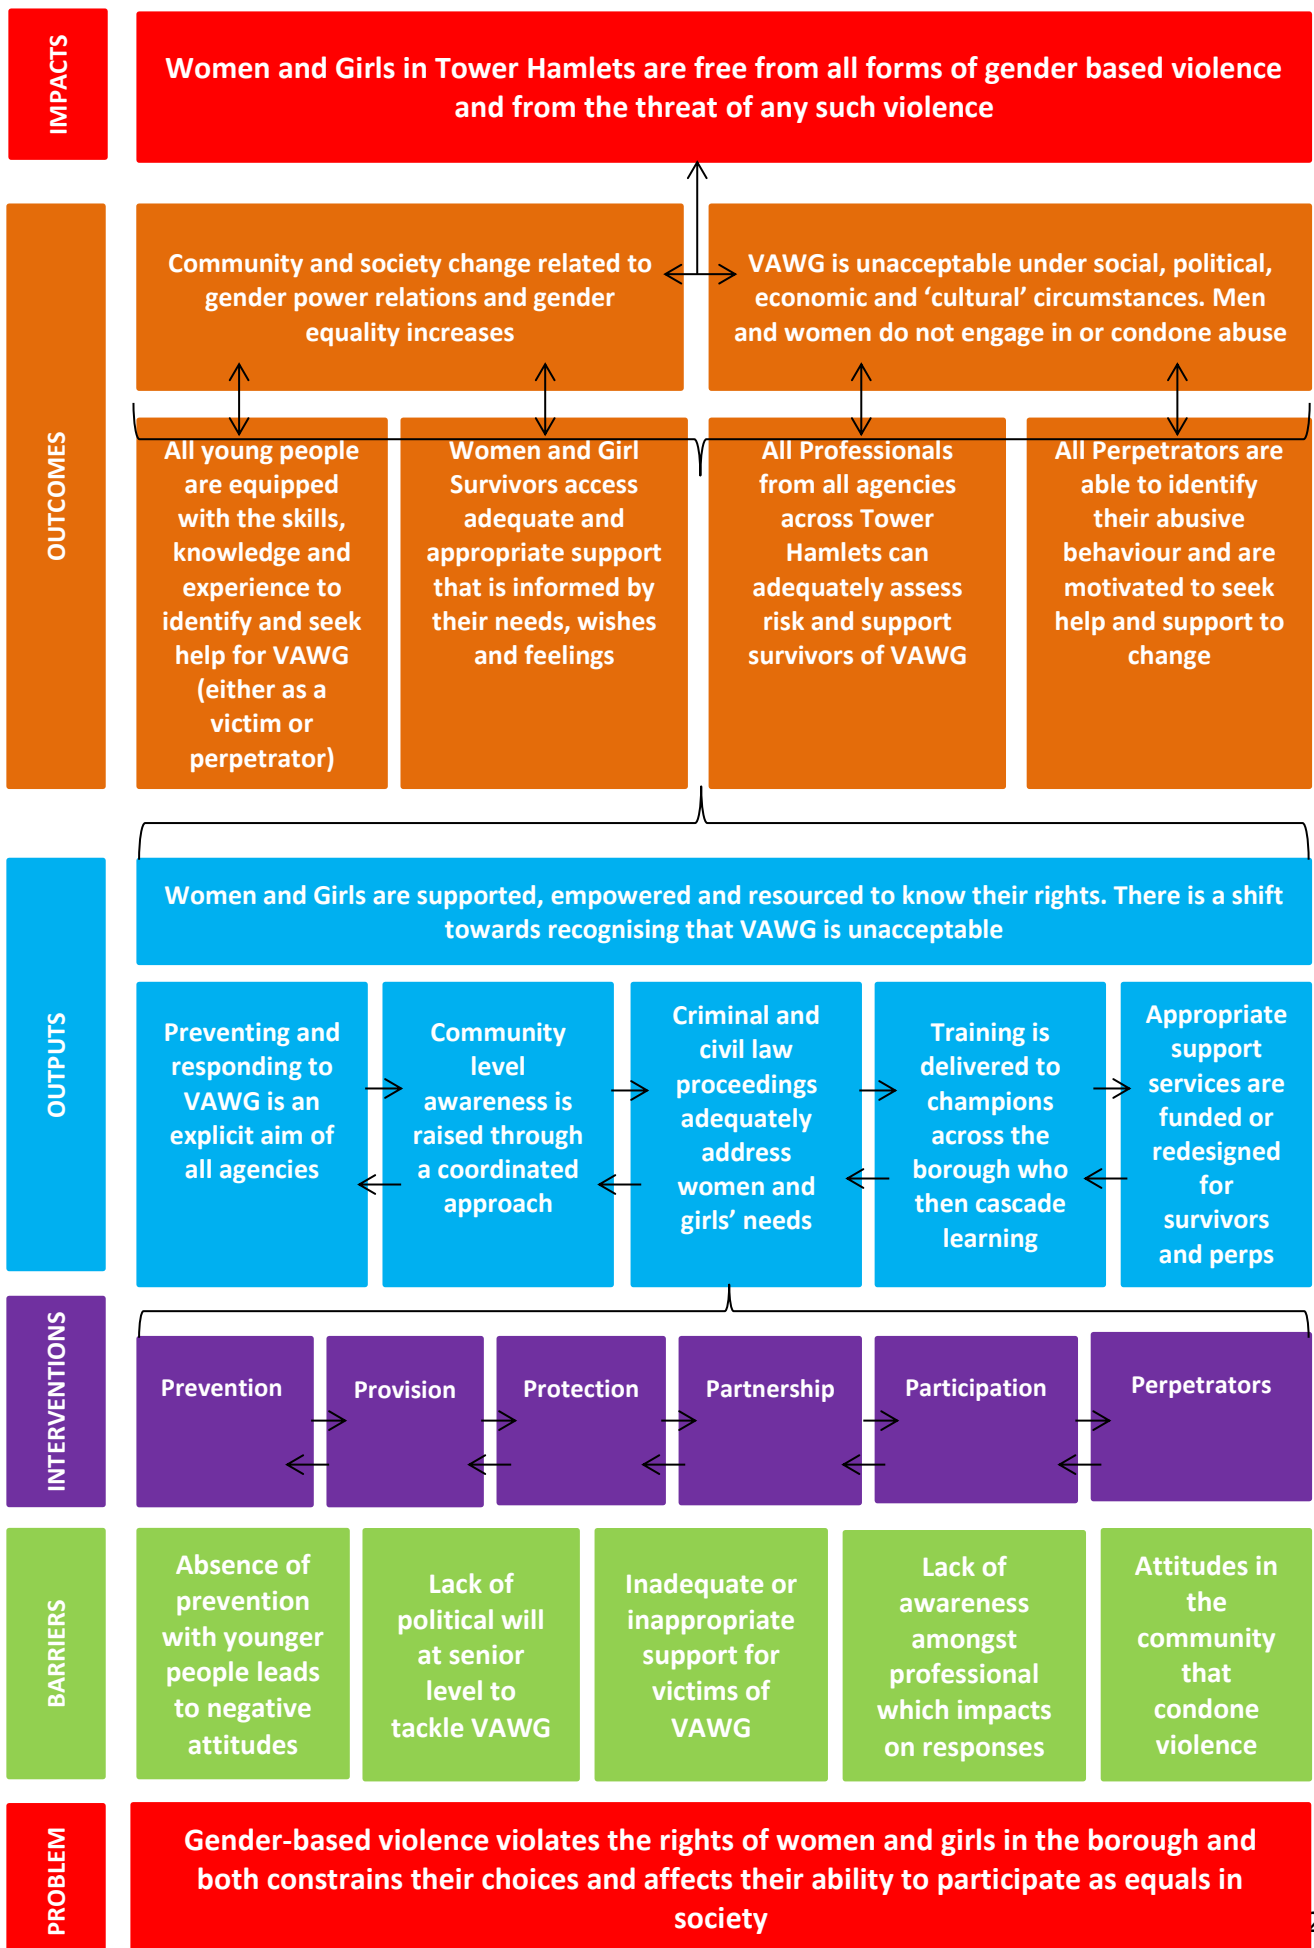 IMPACTS
Women and Girls in Tower Hamlets are free from all forms of gender based violence
and from the threat of any such violence
OUTCOMES
Community and society change related to
gender power relations and gender
equality increases
VAWG is unacceptable under social, political,
economic and ‘cultural’ circumstances. Men
and women do not engage in or condone abuse
All young people
are equipped
with the skills,
knowledge and
experience to
identify and seek
help for VAWG
(either as a
victim or
perpetrator)
Women and Girl
Survivors access
adequate and
appropriate support
that is informed by
their needs, wishes
and feelings
All Professionals
from all agencies
across Tower
Hamlets can
adequately assess
risk and support
survivors of VAWG
All Perpetrators are
able to identify
their abusive
behaviour and are
motivated to seek
help and support to
change
OUTPUTS
Women and Girls are supported, empowered and resourced to know their rights. There is a shift
towards recognising that VAWG is unacceptable
Preventing and
responding to
VAWG is an
explicit aim of
all agencies
Community
level
awareness is
raised through
a coordinated
approach
Criminal and
civil law
proceedings
adequately
address
women and
girls’ needs
Training is
delivered to
champions
across the
borough who
then cascade
learning
Appropriate
support
services are
funded or
redesigned
for
survivors
and perps
INTERVENTIONS
Prevention
Provision
Protection
Partnership
Participation
Perpetrators
BARRIERS
Absence of
prevention
with younger
people leads
to negative
attitudes
Lack of
political will
at senior
level to
tackle VAWG
Inadequate or
inappropriate
support for
victims of
VAWG
Lack of
awareness
amongst
professional
which impacts
on responses
Attitudes in
the
community
that
condone
violence
PROBLEM
Gender-based violence violates the rights of women and girls in the borough and
both constrains their choices and affects their ability to participate as equals in
society